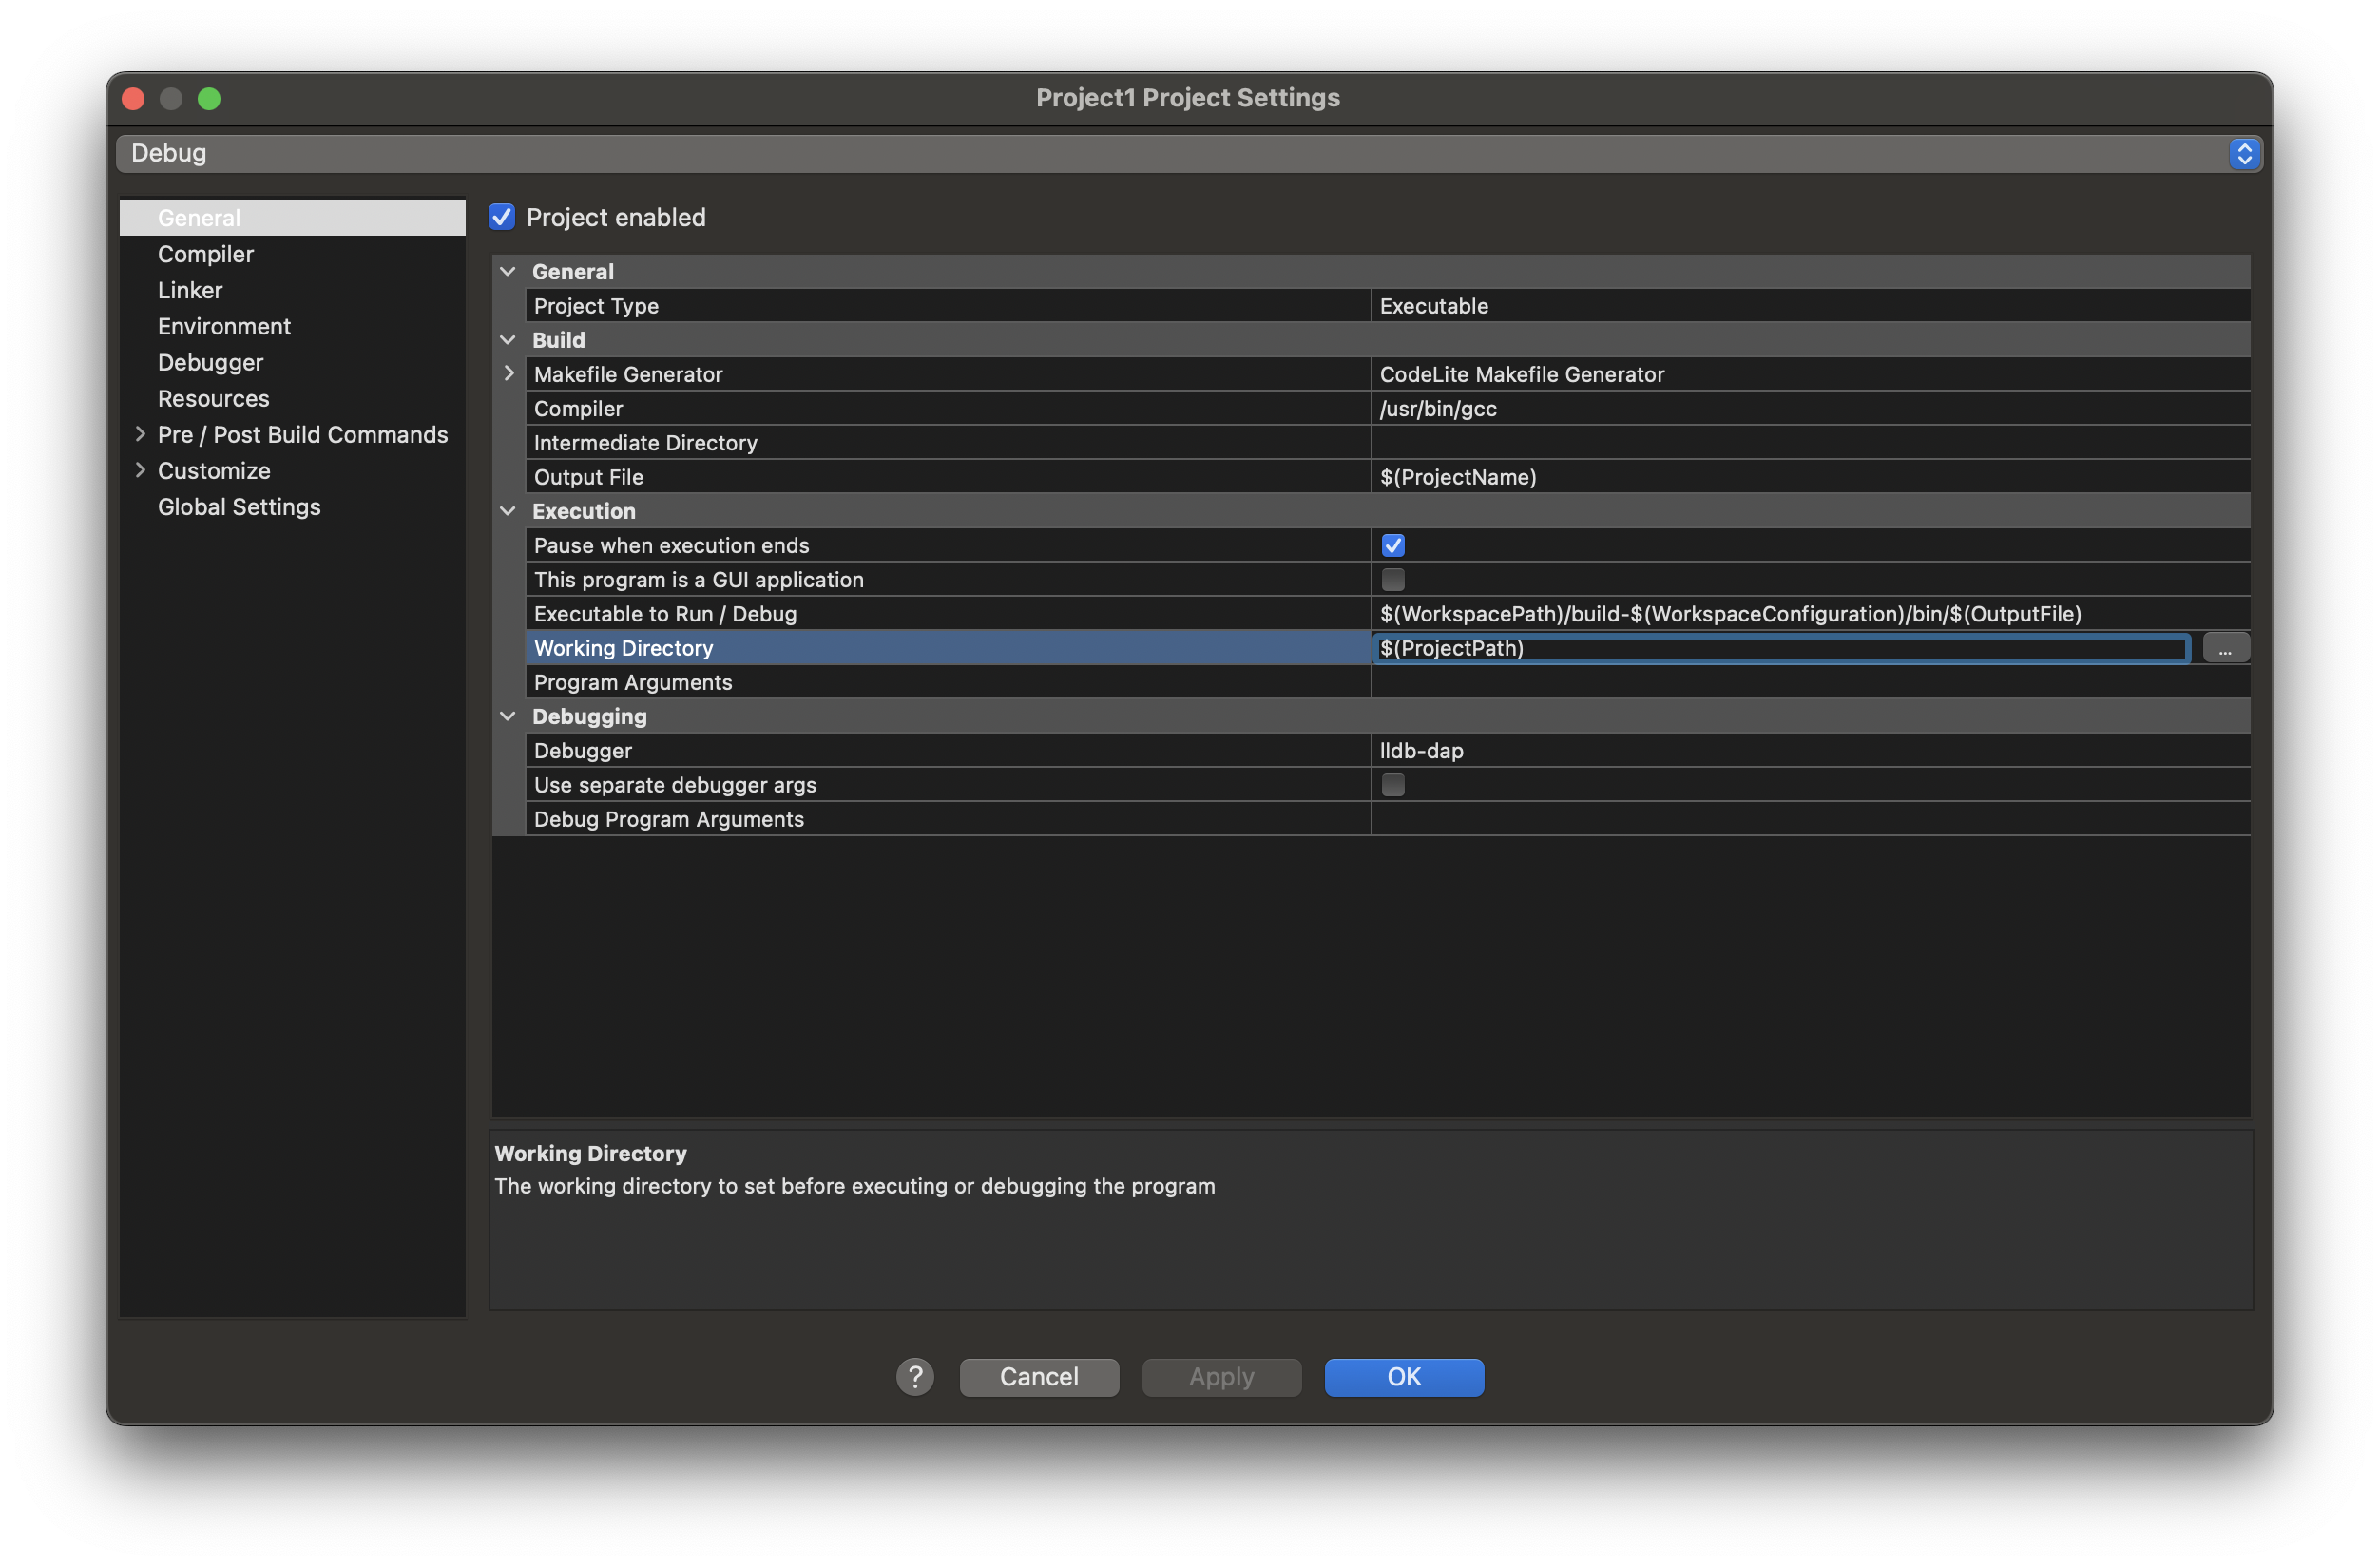 Project1 Project Settings
Debug
General
Compiler
Linker
Environment
Debugger
Resources
Pre / Post Build Commands
Customize
Global Settings
Project enabled
General
Project Type Executable
Build
Makefile Generator CodeLite Makefile Generator
Compiler /usr/bin/gcc
Intermediate Directory
Output File $(ProjectName)
Execution
Pause when execution ends
This program is a GUI application
Executable to Run / Debug $(WorkspacePath)/build-$(WorkspaceConfiguration)/bin/$(OutputFile)
Working Directory $(ProjectPath) ...
Program Arguments
Debugging
Debugger lldb-dap
Use separate debugger args
Debug Program Arguments
Working Directory
The working directory to set before executing or debugging the program
? Cancel Apply OK